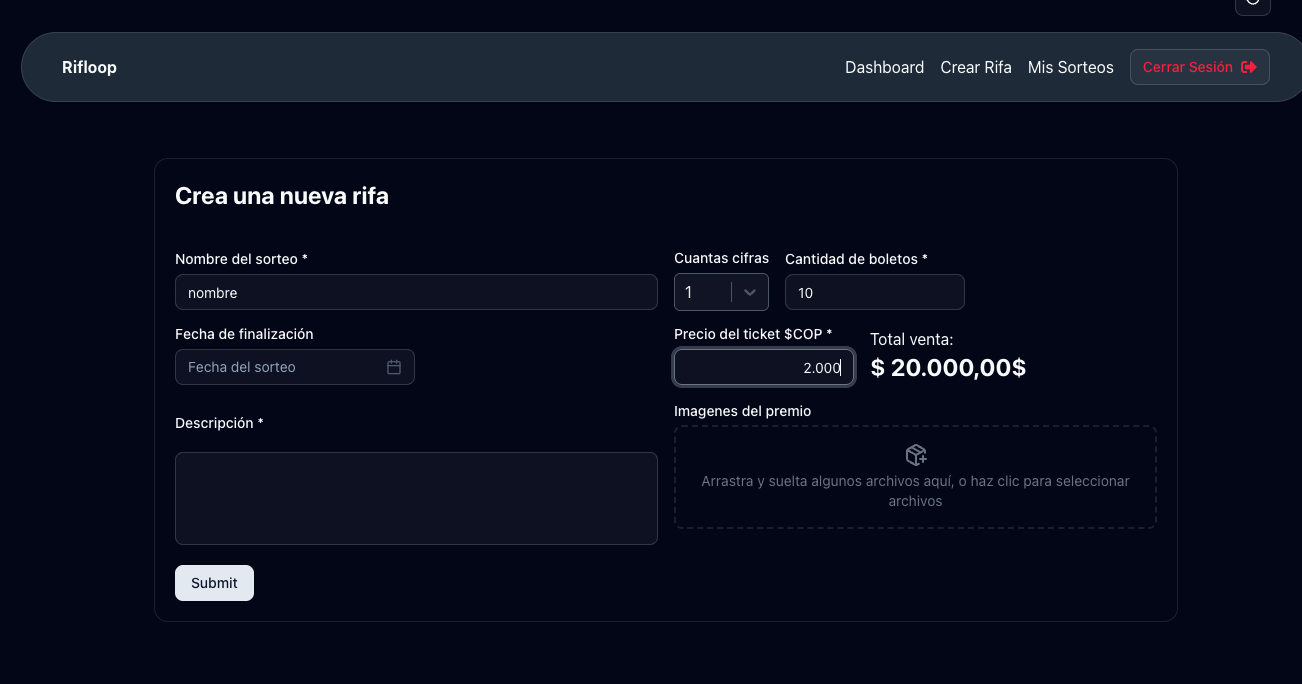 Rifloop
Dashboard
Crear Rifa
Mis Sorteos
Cerrar Sesión
Crea una nueva rifa
Nombre del sorteo *
nombre
Cuantas cifras
1
Cantidad de boletos *
10
Fecha de finalización
Fecha del sorteo
Precio del ticket $COP *
2.000
Total venta:
$ 20.000,00$
Descripción *
Imagenes del premio
Arrastra y suelta algunos archivos aquí, o haz clic para seleccionar
archivos
Submit